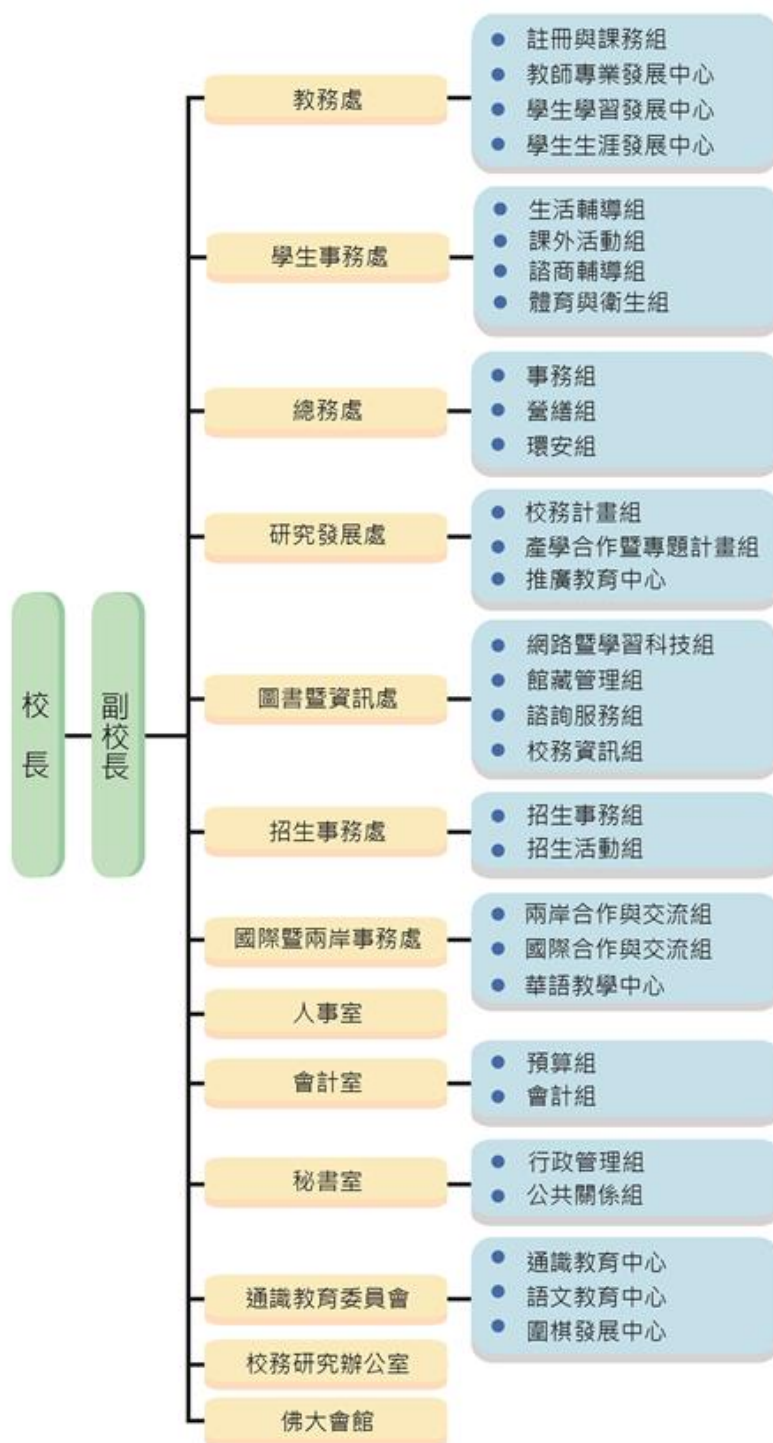 校長
副校長
教務處
註冊與課務組
教師專業發展中心
學生學習發展中心
學生生涯發展中心
學生事務處
生活輔導組
課外活動組
諮商輔導組
體育與衛生組
總務處
事務組
營繕組
環安組
研究發展處
校務計畫組
產學合作暨專題計畫組
推廣教育中心
圖書暨資訊處
網路暨學習科技組
館藏管理組
諮詢服務組
校務資訊組
招生事務處
招生事務組
招生活動組
國際暨兩岸事務處
兩岸合作與交流組
國際合作與交流組
華語教學中心
人事室
會計室
預算組
會計組
秘書室
行政管理組
公共關係組
通識教育委員會
通識教育中心
語文教育中心
圍棋發展中心
校務研究辦公室
佛大會館